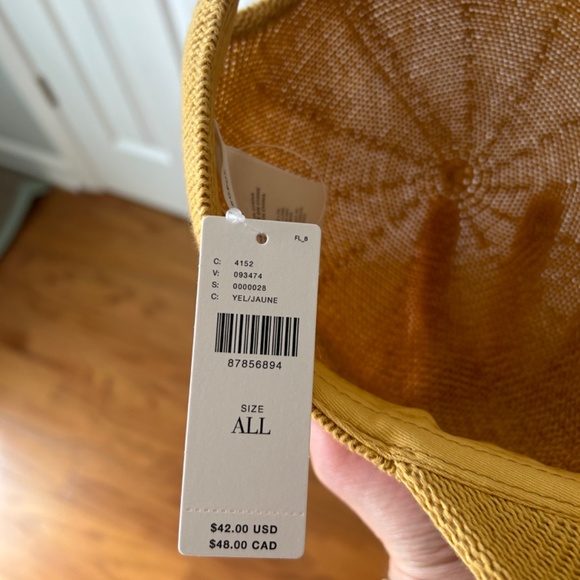 FL_8
C: 4152
V: 093474
S: 0000028
C: YEL/JAUNE
87856894
SIZE
ALL
$42.00 USD
$48.00 CAD